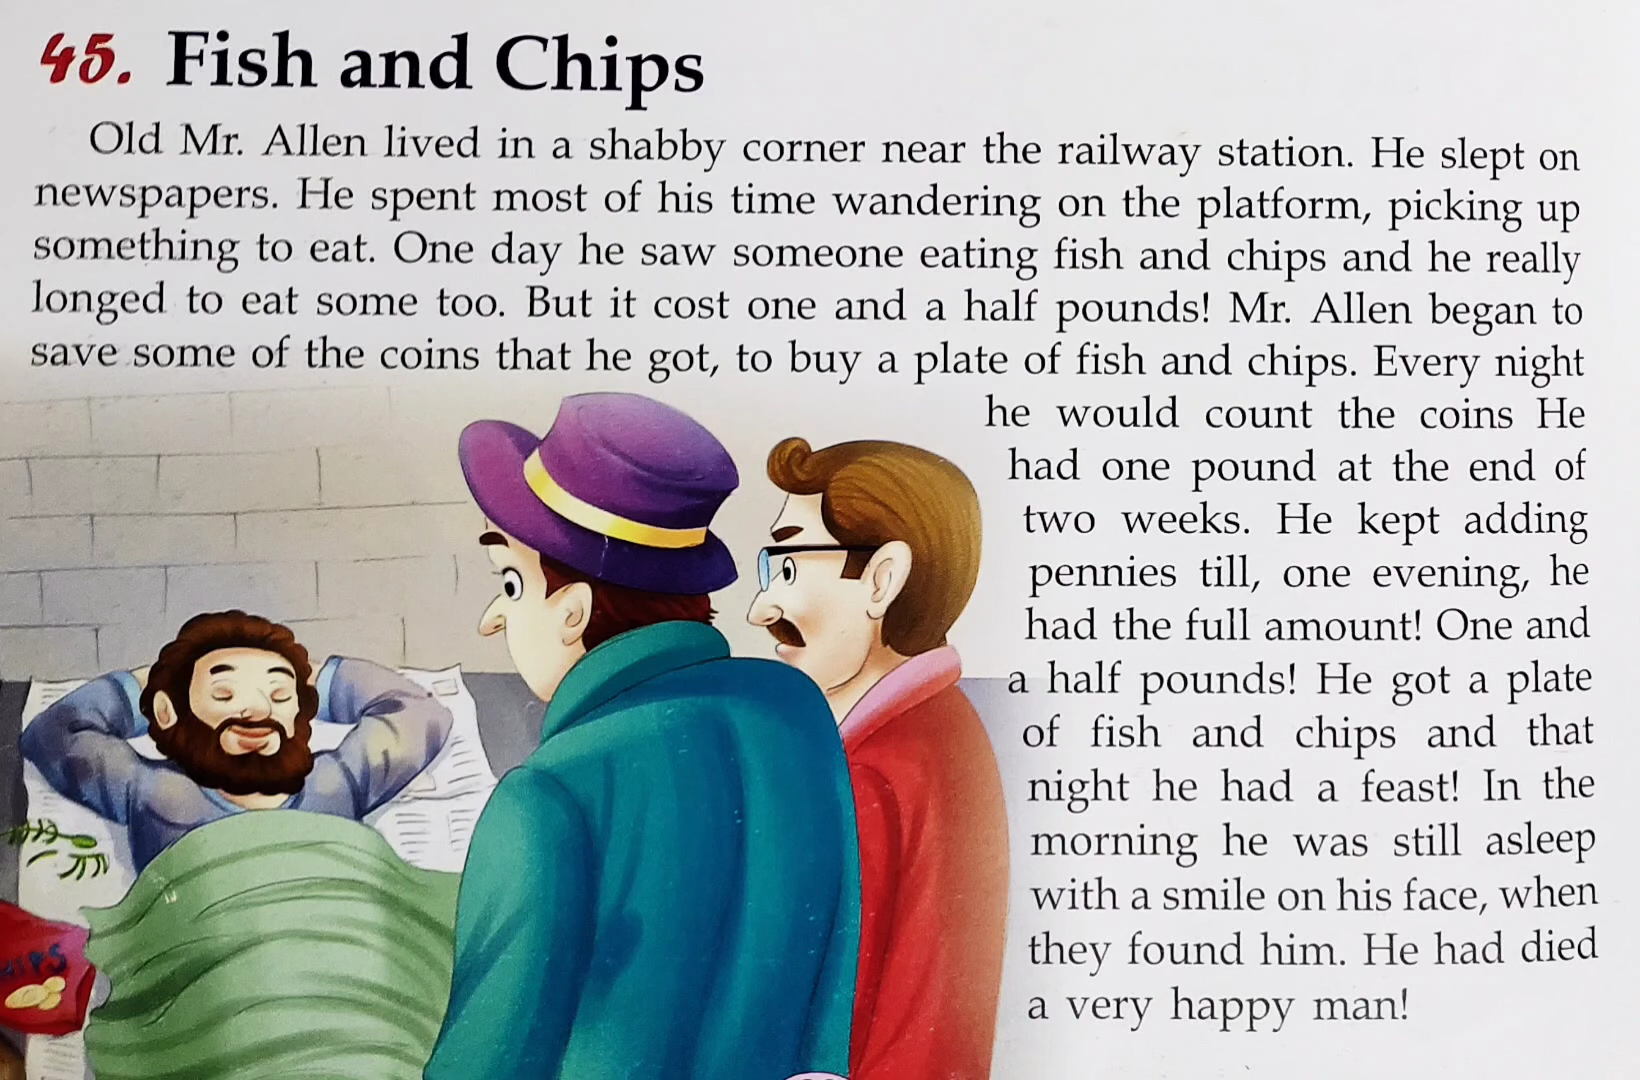 45. Fish and Chips
Old Mr. Allen lived in a shabby corner near the railway station. He slept on
newspapers. He spent most of his time wandering on the platform, picking up
something to eat. One day he saw someone eating fish and chips and he really
longed to eat some too. But it cost one and a half pounds! Mr. Allen began to
save some of the coins that he got, to buy a plate of fish and chips. Every night
he would count the coins He
had one pound at the end of
two weeks. He kept adding
pennies till, one evening, he
had the full amount! One and
a half pounds! He got a plate
of fish and chips and that
night he had a feast! In the
morning he was still asleep
with a smile on his face, when
they found him. He had died
a very happy man!